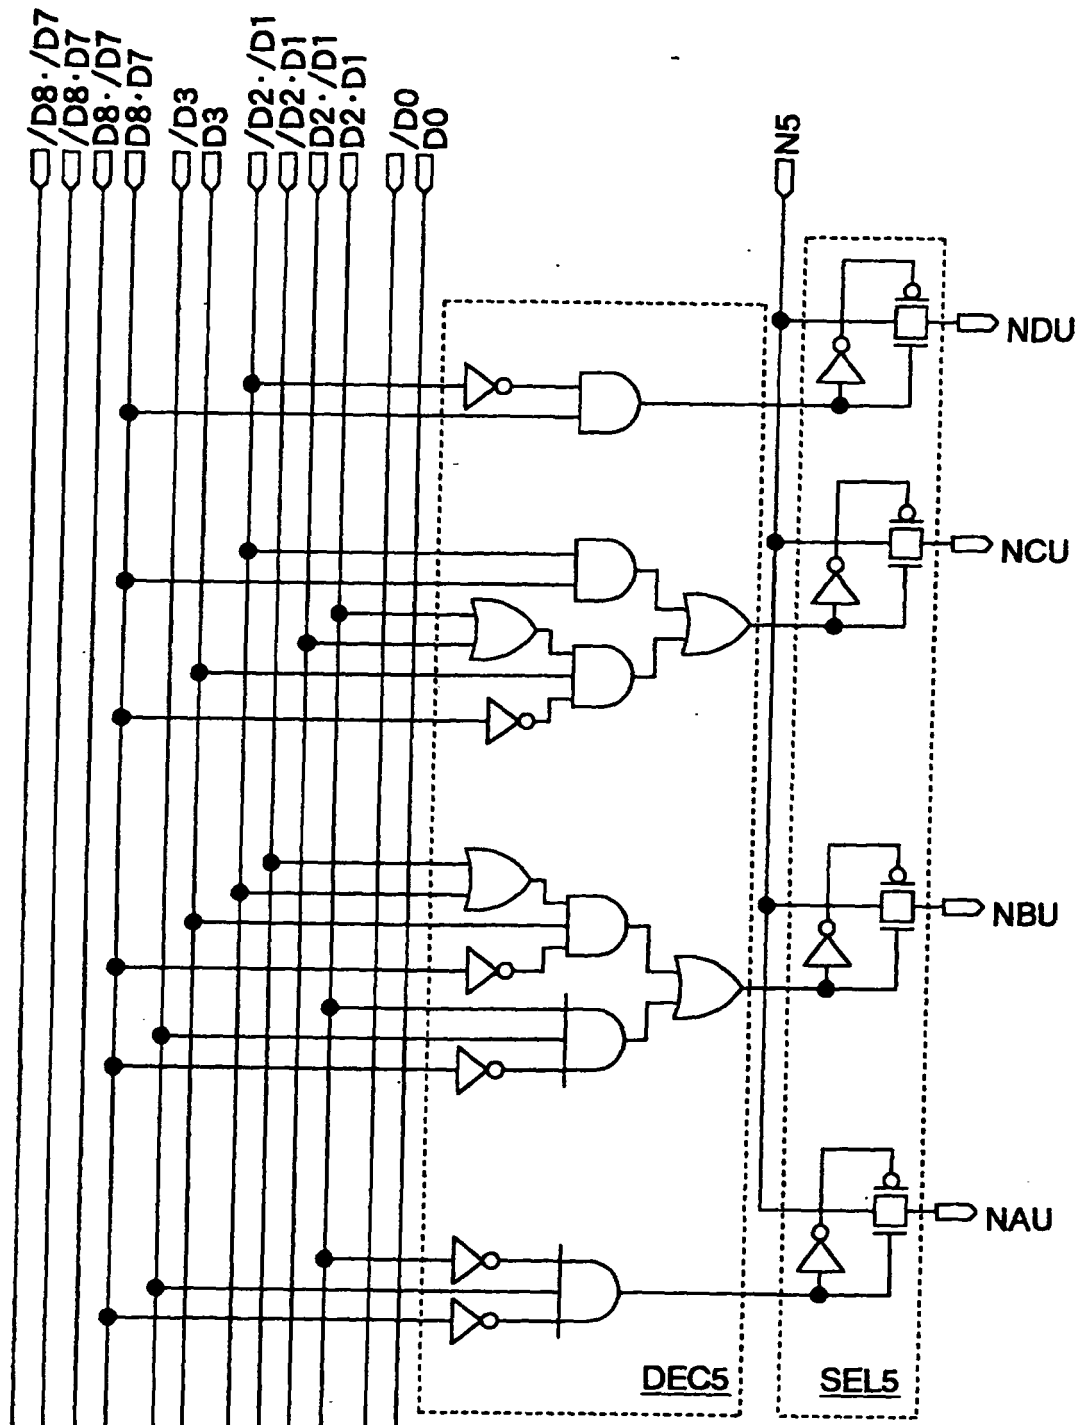 /D8·/D7
/D8·D7
D8·/D7
D8·D7
/D3
D3
/D2·/D1
/D2·D1
D2·/D1
D2·D1
/D0
D0
N5
NDU
NCU
NBU
NAU
DEC5
SEL5